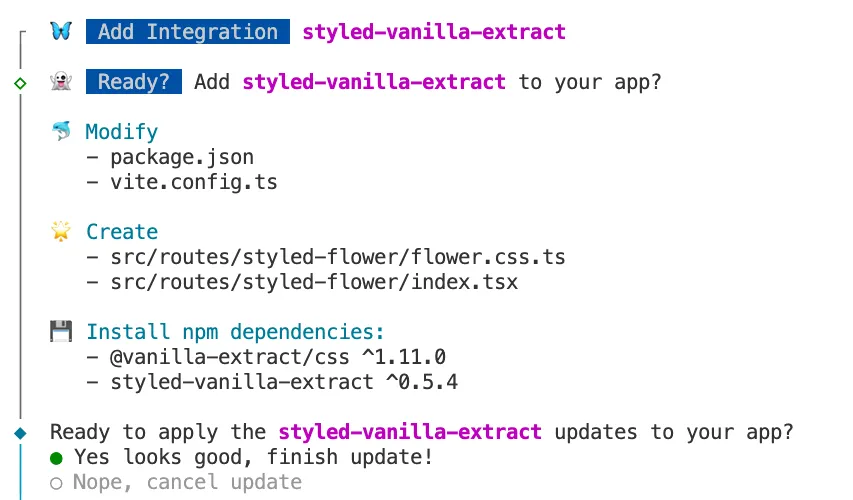 🦋 Add Integration styled-vanilla-extract
👻 Ready? Add styled-vanilla-extract to your app?
🐬 Modify
- package.json
- vite.config.ts
🌟 Create
- src/routes/styled-flower/flower.css.ts
- src/routes/styled-flower/index.tsx
💾 Install npm dependencies:
- @vanilla-extract/css ^1.11.0
- styled-vanilla-extract ^0.5.4
Ready to apply the styled-vanilla-extract updates to your app?
● Yes looks good, finish update!
○ Nope, cancel update